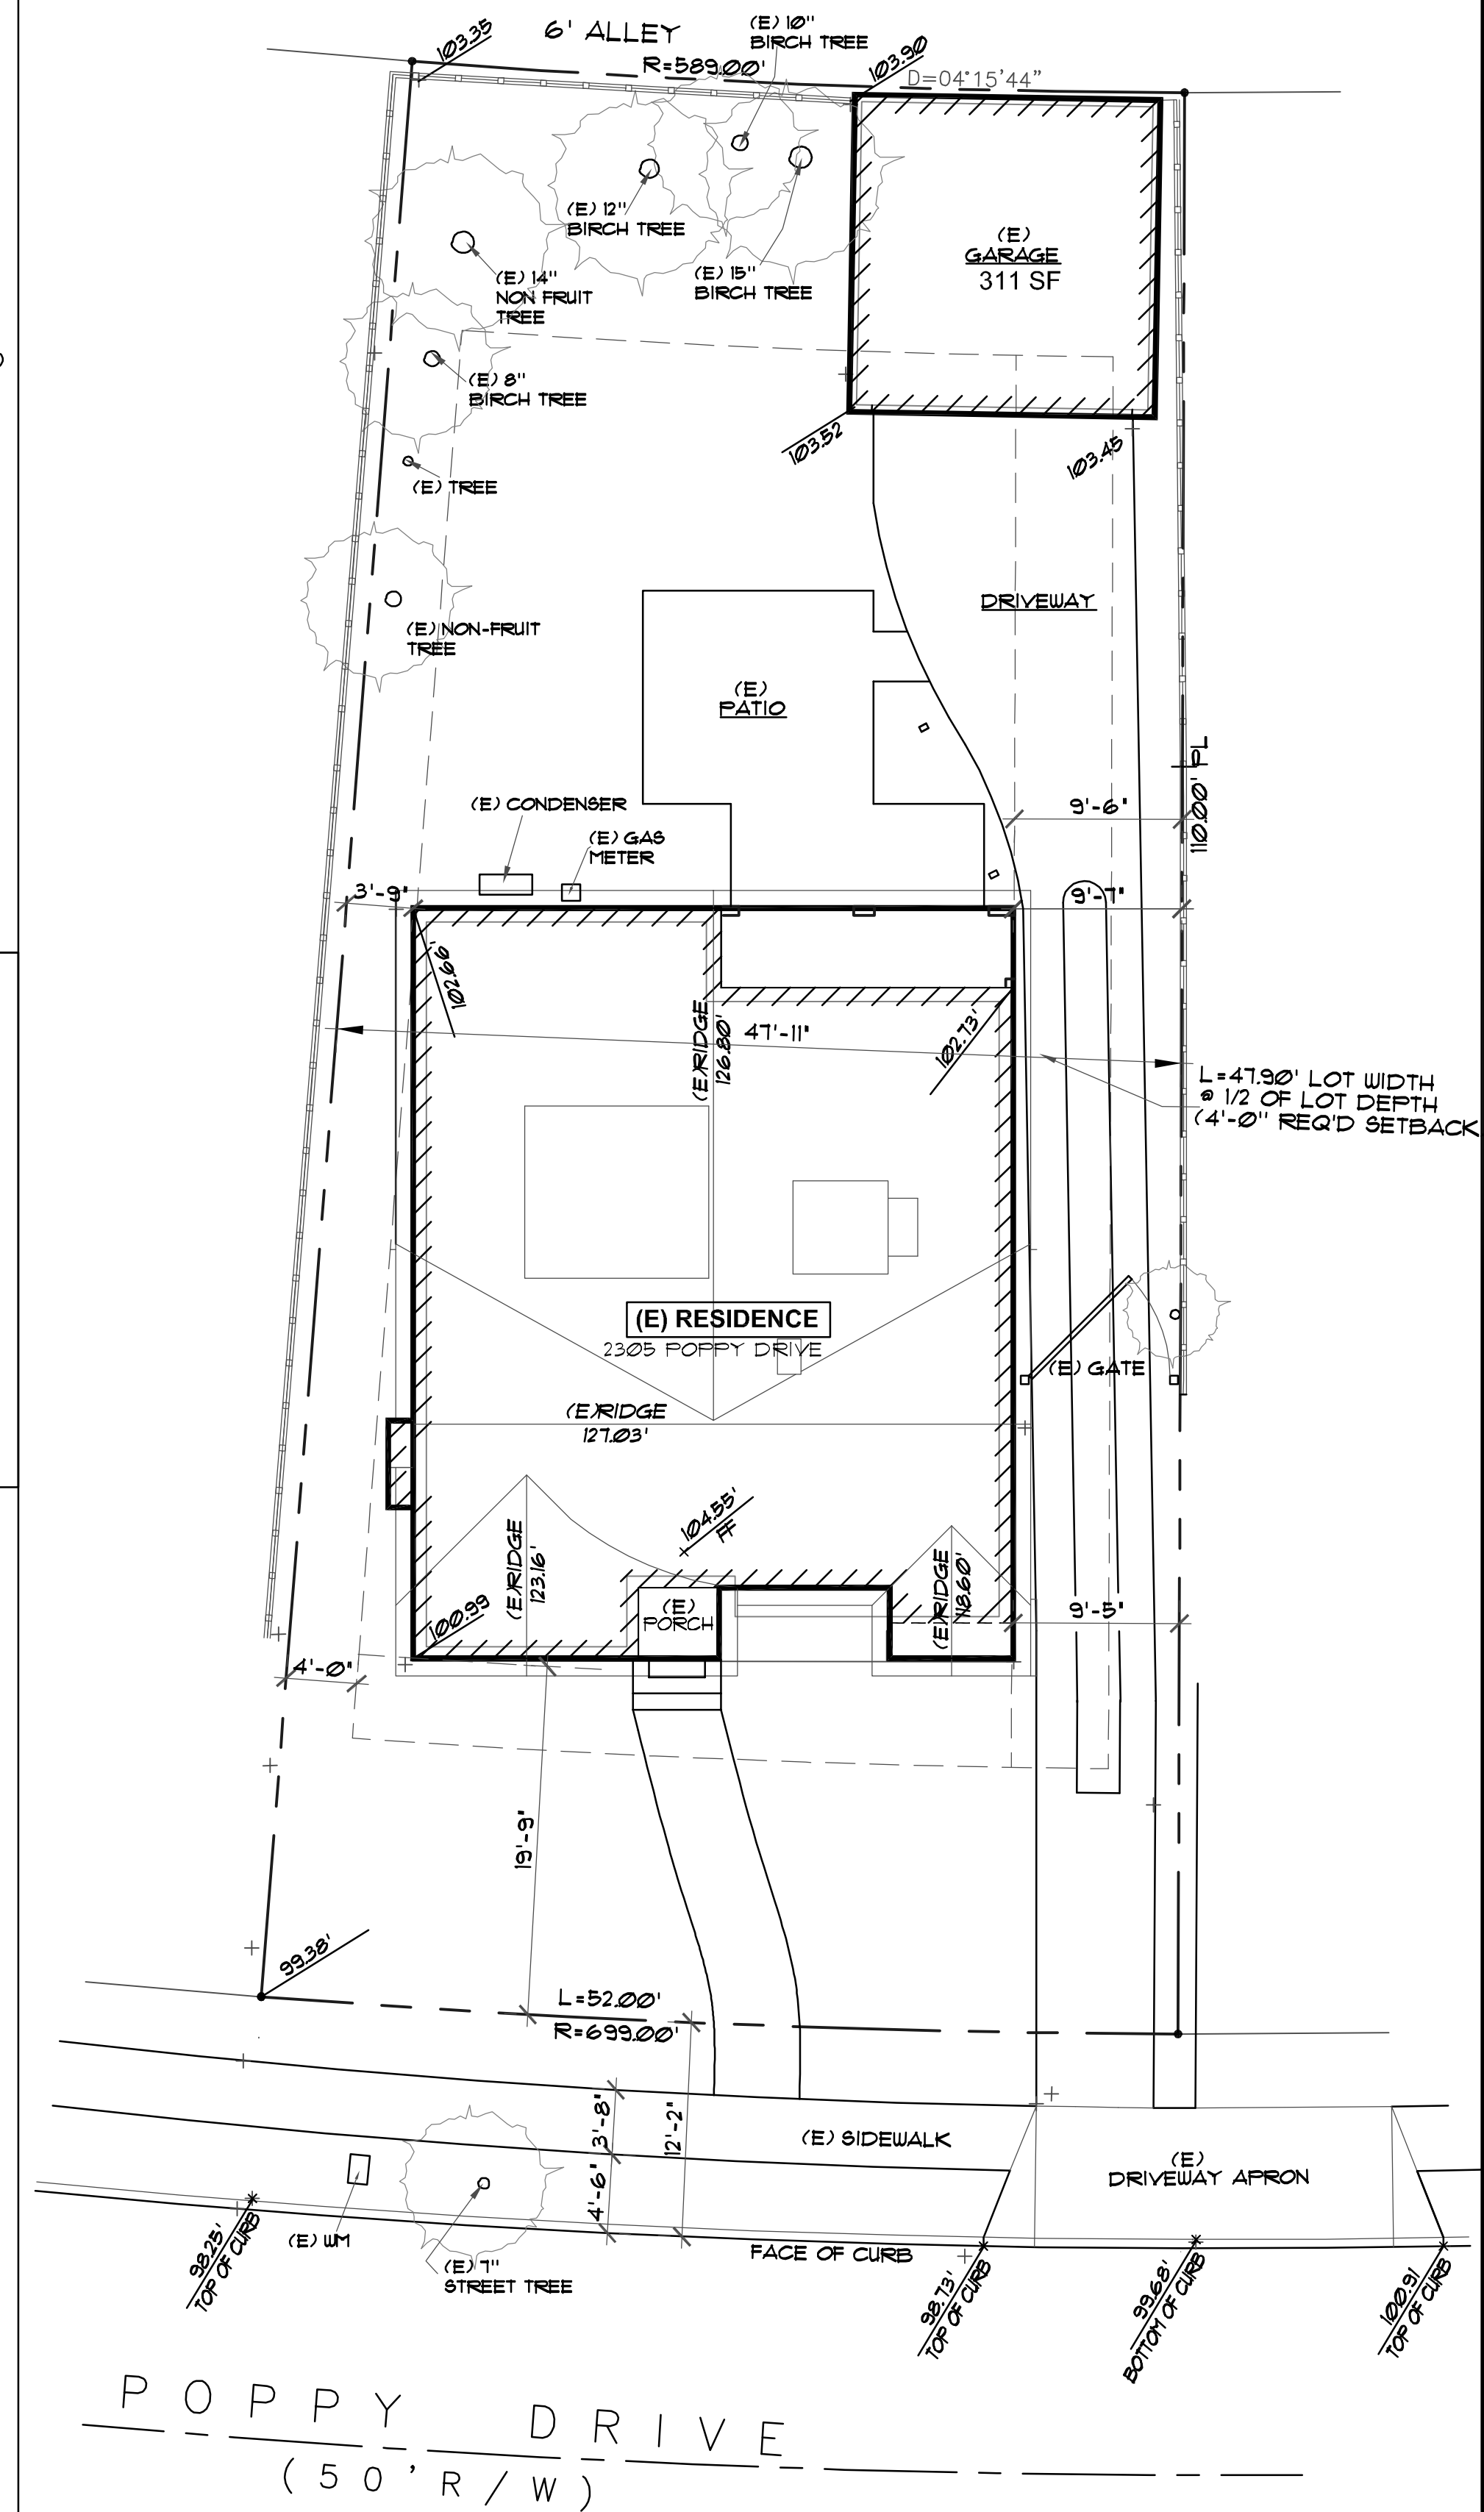 6' ALLEY
(E) 10"
BIRCH TREE
103.35
R=589.00'
103.90
D=04°15'44"
(E) 12"
BIRCH TREE
(E) 15"
BIRCH TREE
(E)
GARAGE
311 SF
(E) 14"
NON FRUIT
TREE
(E) 8"
BIRCH TREE
103.52
103.45
(E) TREE
(E) NON-FRUIT
TREE
DRIVEWAY
(E)
PATIO
110.00' PL
9'-6"
(E) CONDENSER
(E) GAS
METER
3'-9"
9'-7"
102.66'
(E)RIDGE
126.80'
47'-11"
102.73'
L=47.90' LOT WIDTH
@ 1/2 OF LOT DEPTH
(4'-0" REQ'D SETBACK
(E) RESIDENCE
2305 POPPY DRIVE
(E) GATE
(E)RIDGE
127.03'
104.55'
FF
(E)RIDGE
123.16'
(E)RIDGE
118.60'
100.99
(E)
PORCH
9'-5"
4'-0"
19'-9"
99.38'
L=52.00'
R=699.00'
3'-8"
12'-2"
4'-6"
(E) SIDEWALK
(E)
DRIVEWAY APRON
(E) WM
98.25'
TOP OF CURB
(E) 7"
STREET TREE
FACE OF CURB
98.73'
TOP OF CURB
99.68'
BOTTOM OF CURB
100.91
TOP OF CURB
POPPY DRIVE
(50' R/W)